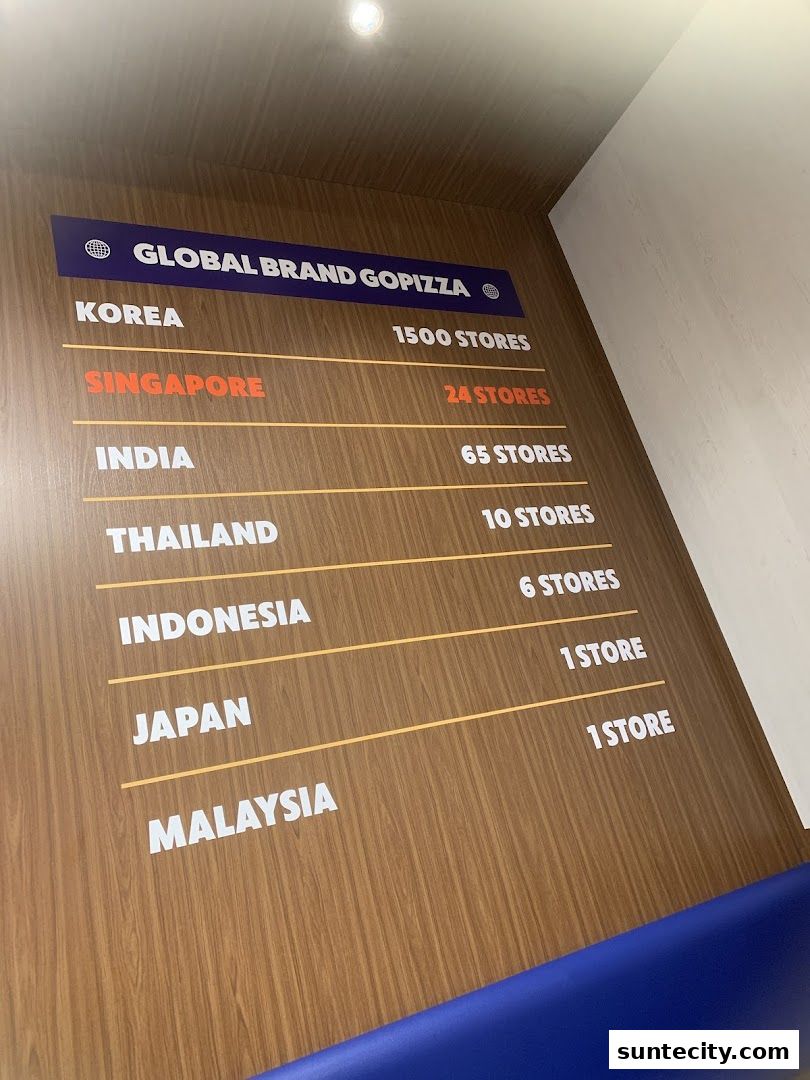 GLOBAL BRAND GOPIZZA
KOREA 1500 STORES
SINGAPORE 24 STORES
INDIA 65 STORES
THAILAND 10 STORES
INDONESIA 6 STORES
JAPAN 1 STORE
MALAYSIA 1 STORE
suntecity.com